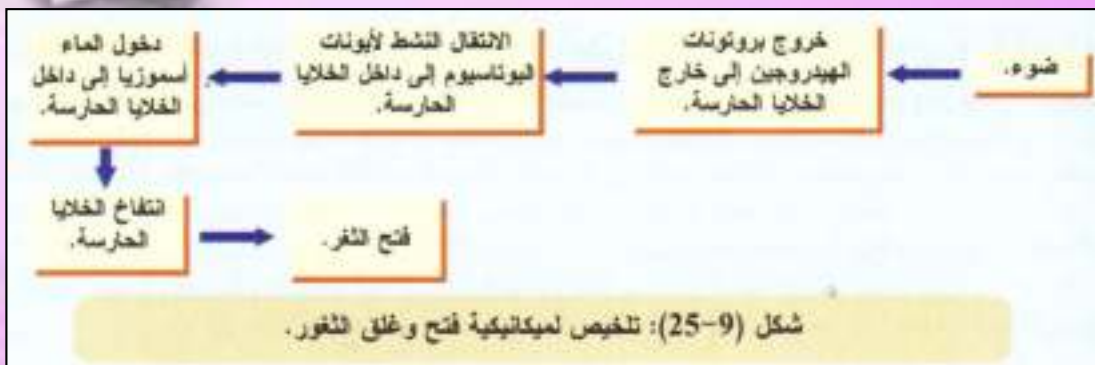 ضوء.
خروج بروتونات
الهيدروجين إلى خارج
الخلايا الحارسة.
الانتقال النشط لأيونات
البوتاسيوم إلى داخل الخلايا
الحارسة.
دخول الماء
أسموزيا إلى داخل
الخلايا الحارسة.
انتفاخ الخلايا
الحارسة.
فتح الثغر.
شكل (9-25): تلخيص لميكانيكية فتح وغلق الثغور.